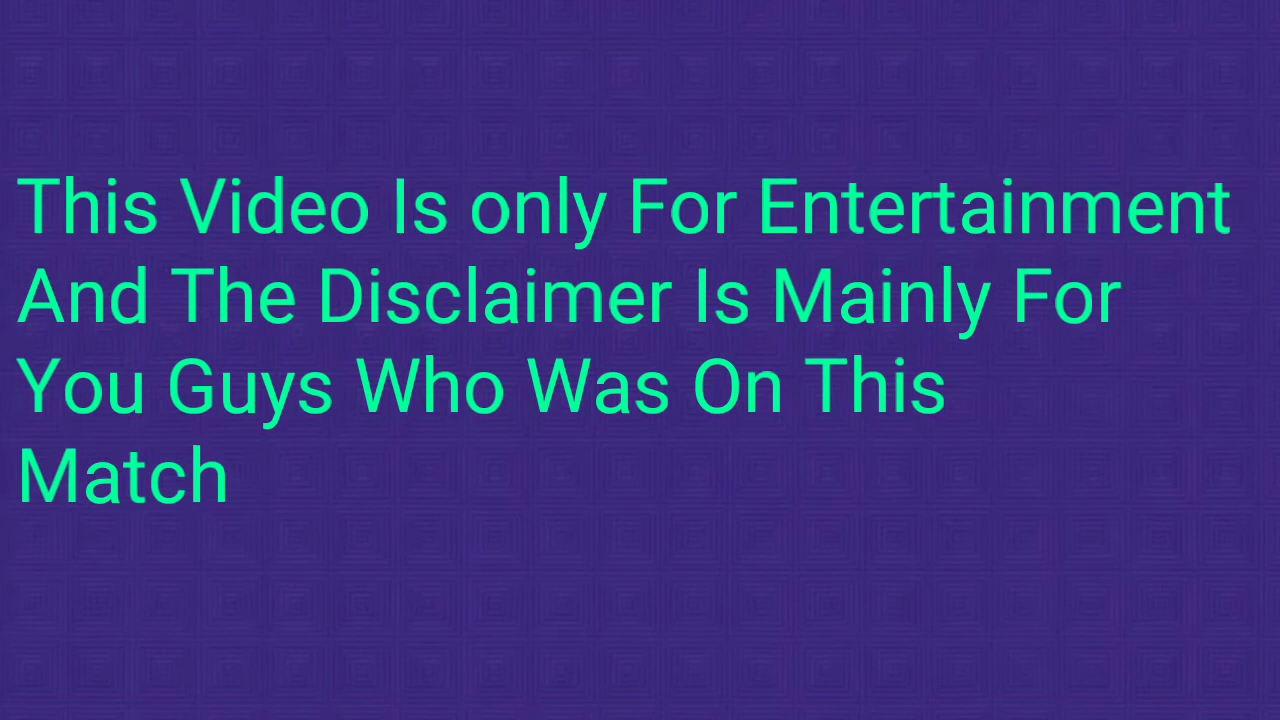 This Video Is only For Entertainment
And The Disclaimer Is Mainly For
You Guys Who Was On This
Match